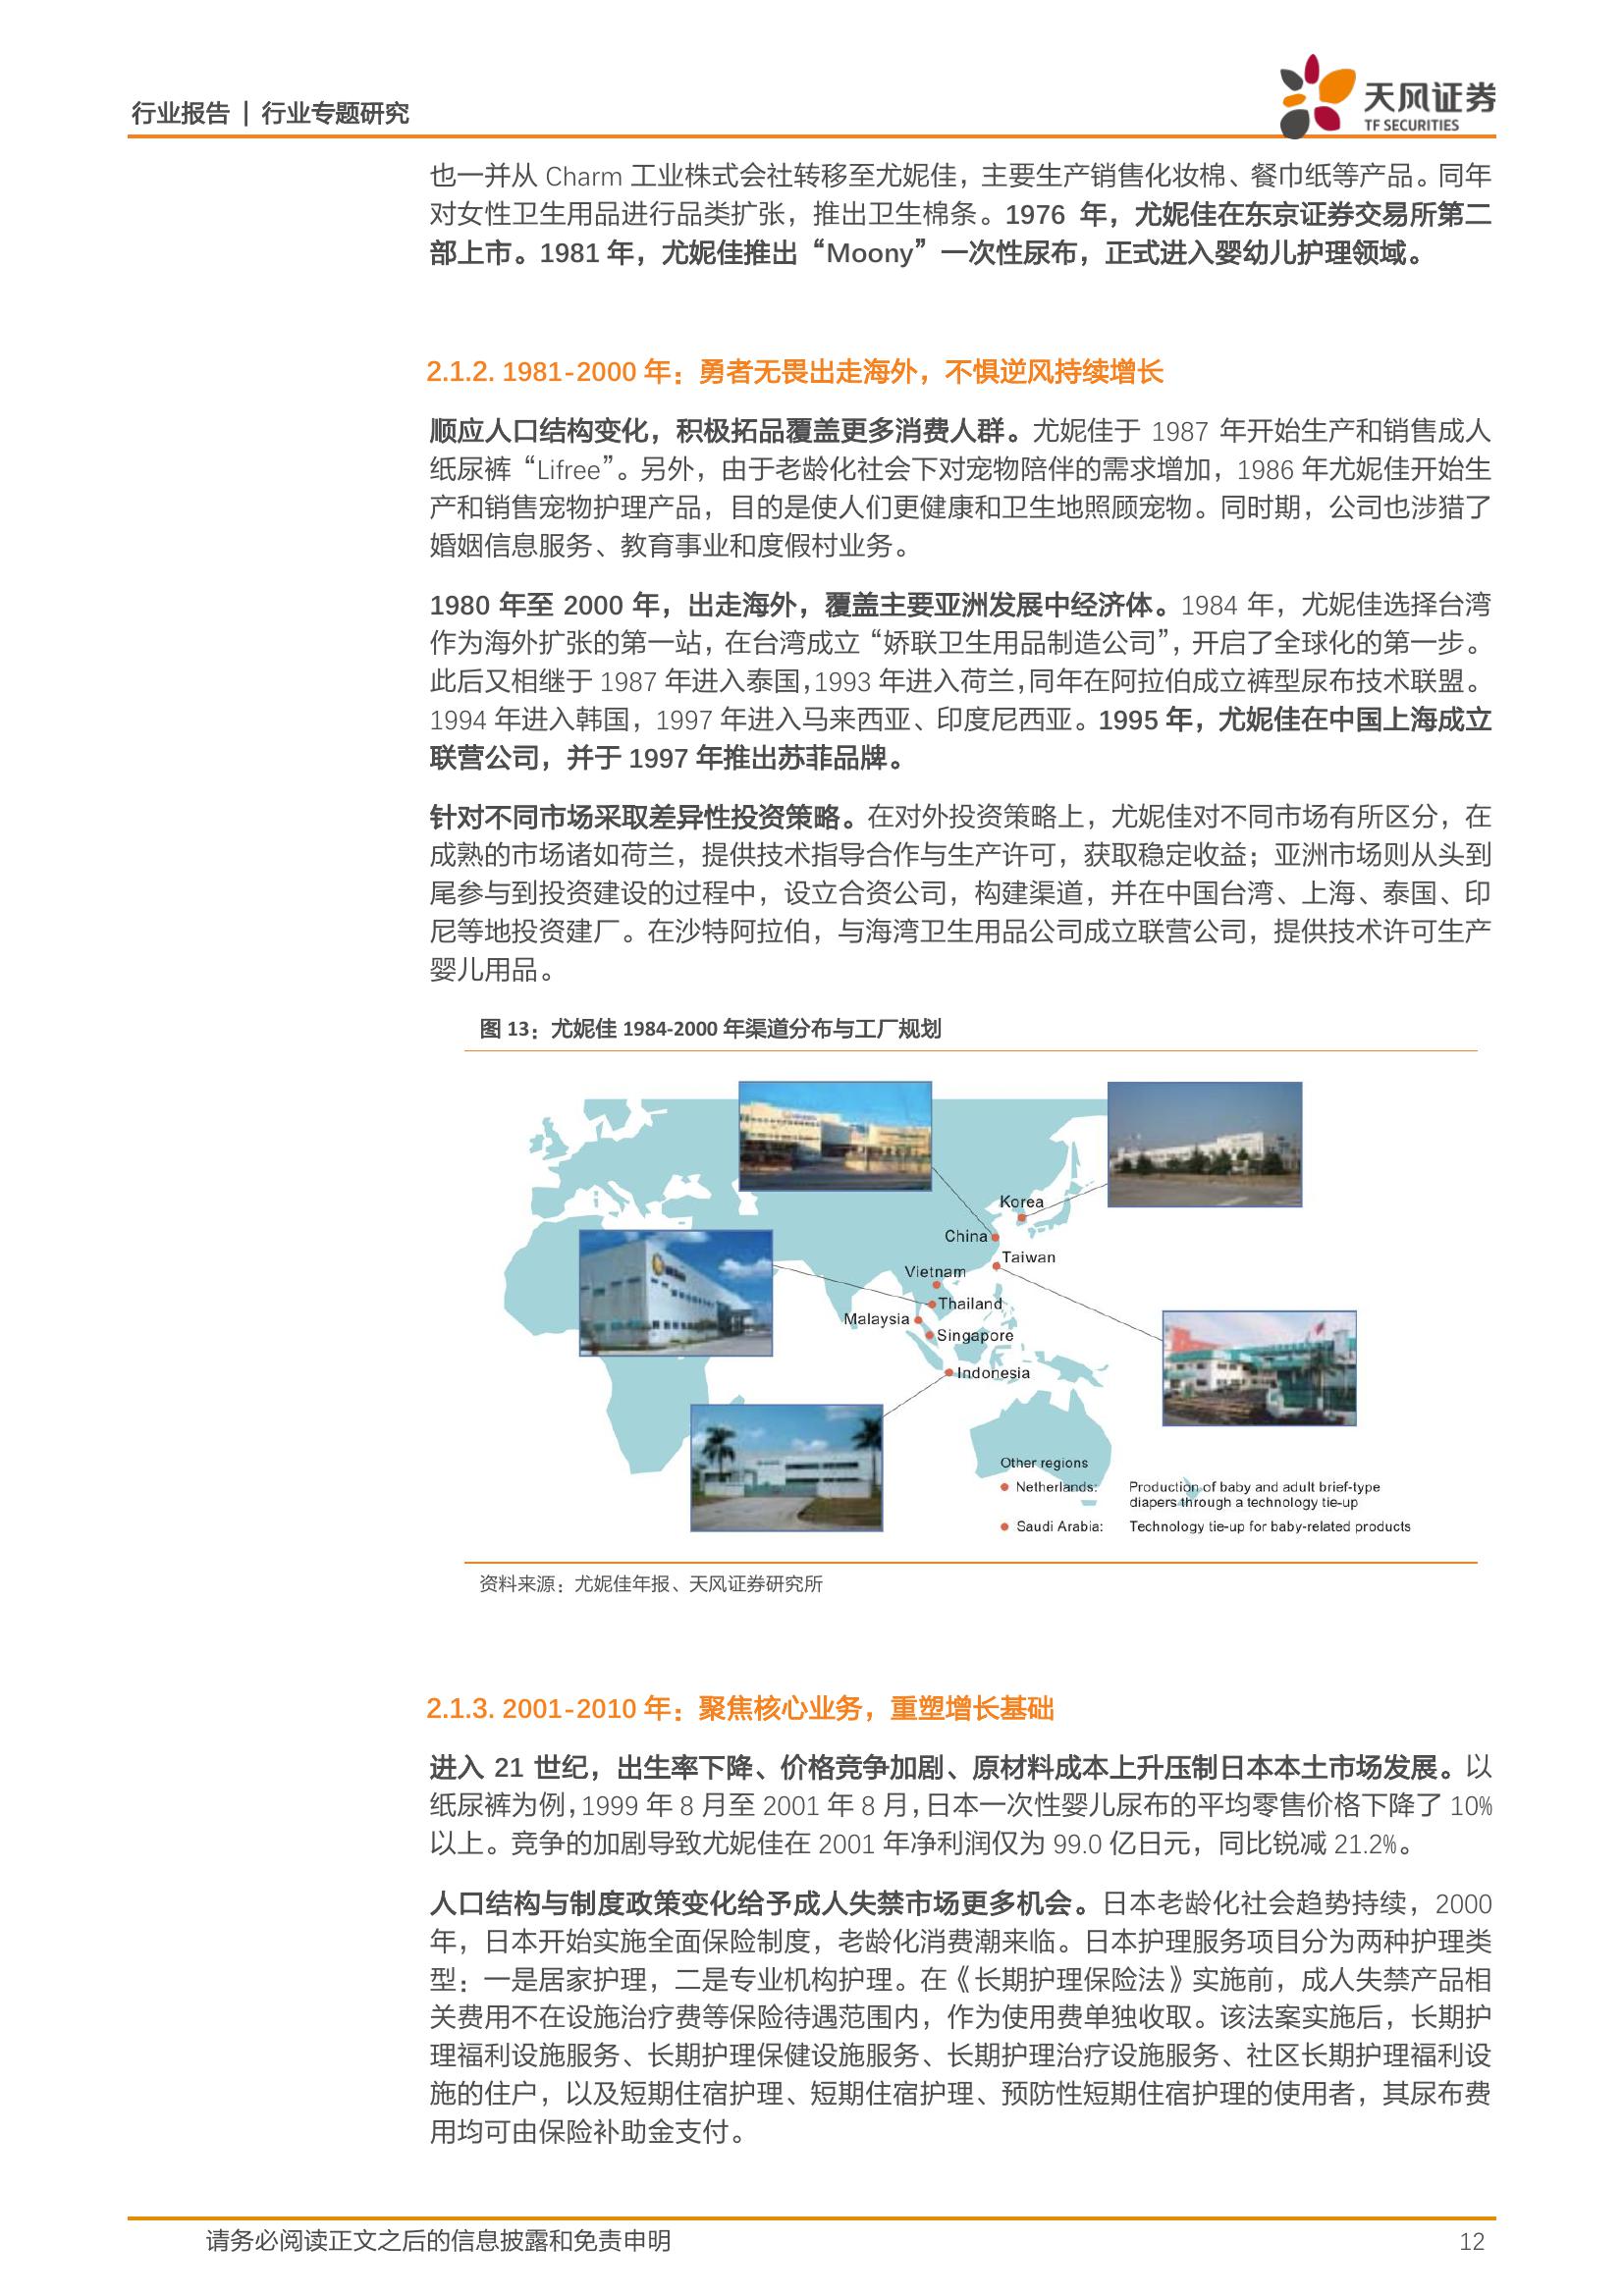 行业报告 | 行业专题研究
天风证券
TF SECURITIES
也一并从 Charm 工业株式会社转移至尤妮佳，主要生产销售化妆棉、餐巾纸等产品。同年
对女性卫生用品进行品类扩张，推出卫生棉条。1976 年，尤妮佳在东京证券交易所第二
部上市。1981 年，尤妮佳推出“Moony”一次性尿布，正式进入婴幼儿护理领域。
2.1.2. 1981-2000 年：勇者无畏出走海外，不惧逆风持续增长
顺应人口结构变化，积极拓品覆盖更多消费人群。尤妮佳于 1987 年开始生产和销售成人
纸尿裤“Lifree”。另外，由于老龄化社会下对宠物陪伴的需求增加，1986 年尤妮佳开始生
产和销售宠物护理产品，目的是使人们更健康和卫生地照顾宠物。同时期，公司也涉猎了
婚姻信息服务、教育事业和度假村业务。
1980 年至 2000 年，出走海外，覆盖主要亚洲发展中经济体。1984 年，尤妮佳选择台湾
作为海外扩张的第一站，在台湾成立“娇联卫生用品制造公司”，开启了全球化的第一步。
此后又相继于 1987 年进入泰国，1993 年进入荷兰，同年在阿拉伯成立裤型尿布技术联盟。
1994 年进入韩国，1997 年进入马来西亚、印度尼西亚。1995 年，尤妮佳在中国上海成立
联营公司，并于 1997 年推出苏菲品牌。
针对不同市场采取差异性投资策略。在对外投资策略上，尤妮佳对不同市场有所区分，在
成熟的市场诸如荷兰，提供技术指导合作与生产许可，获取稳定收益；亚洲市场则从头到
尾参与到投资建设的过程中，设立合资公司，构建渠道，并在中国台湾、上海、泰国、印
尼等地投资建厂。在沙特阿拉伯，与海湾卫生用品公司成立联营公司，提供技术许可生产
婴儿用品。
图 13：尤妮佳 1984-2000 年渠道分布与工厂规划
Korea
China
Taiwan
Vietnam
Thailand
Malaysia
Singapore
Indonesia
Other regions
Netherlands: Production of baby and adult brief-type
diapers through a technology tie-up
Saudi Arabia: Technology tie-up for baby-related products
资料来源：尤妮佳年报、天风证券研究所
2.1.3. 2001-2010 年：聚焦核心业务，重塑增长基础
进入 21 世纪，出生率下降、价格竞争加剧、原材料成本上升压制日本本土市场发展。以
纸尿裤为例，1999 年 8 月至 2001 年 8 月，日本一次性婴儿尿布的平均零售价格下降了 10%
以上。竞争的加剧导致尤妮佳在 2001 年净利润仅为 99.0 亿日元，同比锐减 21.2%。
人口结构与制度政策变化给予成人失禁市场更多机会。日本老龄化社会趋势持续，2000
年，日本开始实施全面保险制度，老龄化消费潮来临。日本护理服务项目分为两种护理类
型：一是居家护理，二是专业机构护理。在《长期护理保险法》实施前，成人失禁产品相
关费用不在设施治疗费等保险待遇范围内，作为使用费单独收取。该法案实施后，长期护
理福利设施服务、长期护理保健设施服务、长期护理治疗设施服务、社区长期护理福利设
施的住户，以及短期住宿护理、短期住宿护理、预防性短期住宿护理的使用者，其尿布费
用均可由保险补助金支付。
请务必阅读正文之后的信息披露和免责申明
12